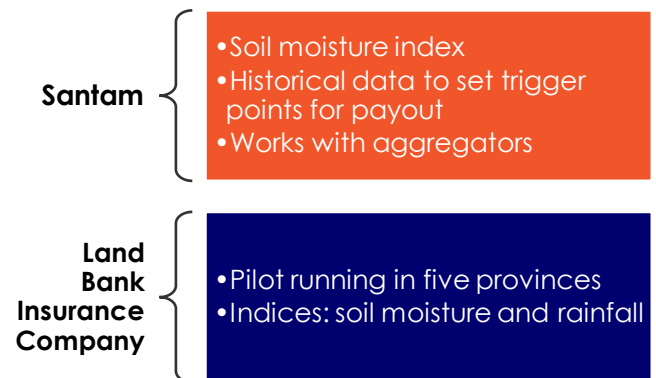 Santam
•Soil moisture index
•Historical data to set trigger
points for payout
•Works with aggregators
Land
Bank
Insurance
Company
•Pilot running in five provinces
•Indices: soil moisture and rainfall